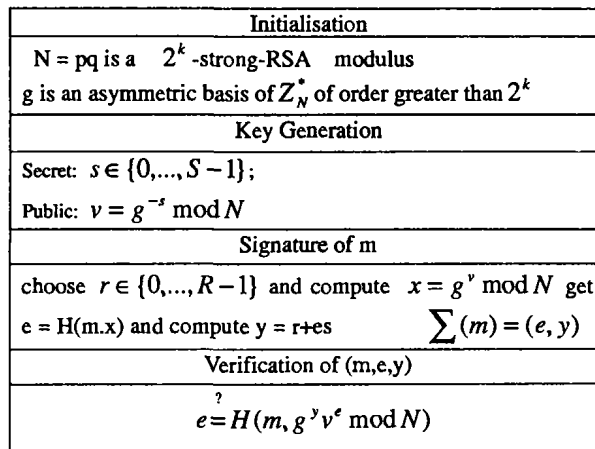 Initialisation
N = pq is a 2^k -strong-RSA modulus
g is an asymmetric basis of Z_N^* of order greater than 2^k
Key Generation
Secret: s ∈ {0,..., S − 1};
Public: v = g^{-s} mod N
Signature of m
choose r ∈ {0,..., R − 1} and compute x = g^v mod N get
e = H(m.x) and compute y = r+es ∑(m) = (e, y)
Verification of (m,e,y)
e ?= H(m, g^y v^e mod N)